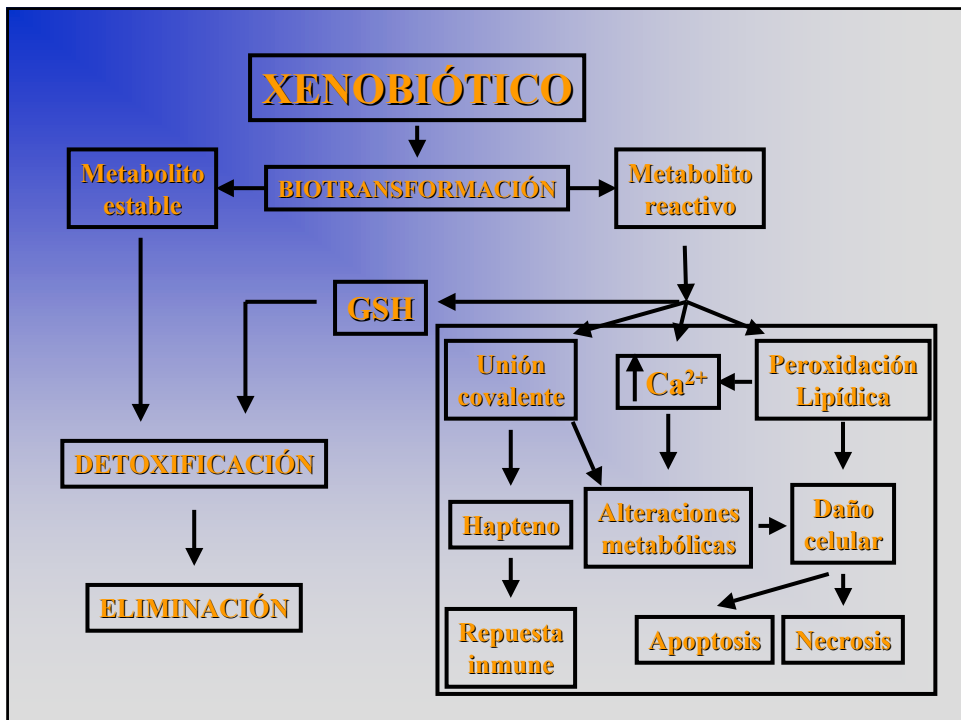 XENOBIÓTICO
Metabolito
estable
BIOTRANSFORMACIÓN
Metabolito
reactivo
GSH
Unión
covalente
Ca²⁺
Peroxidación
Lipídica
DETOXIFICACIÓN
Hapteno
Alteraciones
metabólicas
Daño
celular
ELIMINACIÓN
Repuesta
inmune
Apoptosis
Necrosis